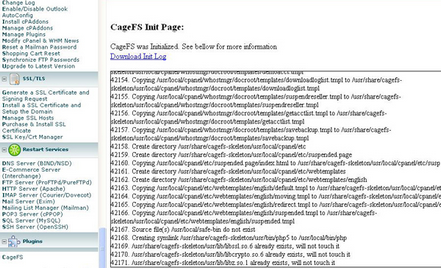 Change Log
Enable/Disable Outlook
AutoConfig
Install cPAddons
Manage cPAddons
Manage Plugins
Modify cPanel & WHM News
Reset a Mailman Password
Shopping Cart Reset
Synchronize FTP Passwords
Upgrade to Latest Version
SSL/TLS
Generate a SSL Certificate and
Signing Request
Install a SSL Certificate and
Setup the Domain
Manage SSL Hosts
Purchase & Install SSL
Certificate
SSL Key/Crt Manager
Restart Services
DNS Server (BIND/NSD)
E-Commerce Server
(Interchange)
FTP Server (ProFTPd/PureFTPd)
HTTP Server (Apache)
IMAP Server (Courier/Dovecot)
Mail Server (Exim)
Mailing List Manager (Mailman)
POP3 Server (cPPOP)
SQL Server (MySQL)
SSH Server (OpenSSH)
Plugins
CageFS
CageFS Init Page:
CageFS was Initialized. See bellow for more information
Download Init Log
42154. Copying /usr/local/cpanel/whostmgr/docroot/templates/downloadloglist.tmpl to /usr/share/cagefs-
skeleton/usr/local/cpanel/whostmgr/docroot/templates/downloadloglist.tmpl
42155. Copying /usr/local/cpanel/whostmgr/docroot/templates/suspendreseller.tmpl to /usr/share/cagefs-
skeleton/usr/local/cpanel/whostmgr/docroot/templates/suspendreseller.tmpl
42156. Copying /usr/local/cpanel/whostmgr/docroot/templates/getacctlist.tmpl to /usr/share/cagefs-
skeleton/usr/local/cpanel/whostmgr/docroot/templates/getacctlist.tmpl
42157. Copying /usr/local/cpanel/whostmgr/docroot/templates/savebackup.tmpl to /usr/share/cagefs-
skeleton/usr/local/cpanel/whostmgr/docroot/templates/savebackup.tmpl
42158. Create directory /usr/share/cagefs-skeleton/usr/local/cpanel/etc
42159. Create directory /usr/share/cagefs-skeleton/usr/local/cpanel/etc/suspended.page
42160. Copying /usr/local/cpanel/etc/suspended.page/index.html to /usr/share/cagefs-skeleton/usr/local/cpanel/etc/susp
42161. Create directory /usr/share/cagefs-skeleton/usr/local/cpanel/etc/webtemplates
42162. Create directory /usr/share/cagefs-skeleton/usr/local/cpanel/etc/webtemplates/english
42163. Copying /usr/local/cpanel/etc/webtemplates/english/default.tmpl to /usr/share/cagefs-skeleton/usr/local/cpanel/et
42164. Copying /usr/local/cpanel/etc/webtemplates/english/moving.tmpl to /usr/share/cagefs-skeleton/usr/local/cpanel/et
42165. Copying /usr/local/cpanel/etc/webtemplates/english/redirect.tmpl to /usr/share/cagefs-skeleton/usr/local/cpanel/
42166. Copying /usr/local/cpanel/etc/webtemplates/english/suspended.tmpl to /usr/share/cagefs-
skeleton/usr/local/cpanel/etc/webtemplates/english/suspended.tmpl
42167. Source file(s) /usr/local/safe-bin do not exist
42168. Creating symlink /usr/share/cagefs-skeleton/usr/bin/php5 to /usr/local/bin/php
42169. /usr/share/cagefs-skeleton/usr/lib/libssl.so.6 already exists, will not touch it
42170. /usr/share/cagefs-skeleton/usr/lib/libcrypto.so.6 already exists, will not touch it
42171. /usr/share/cagefs-skeleton/usr/lib/libz.so.1 already exists, will not touch it